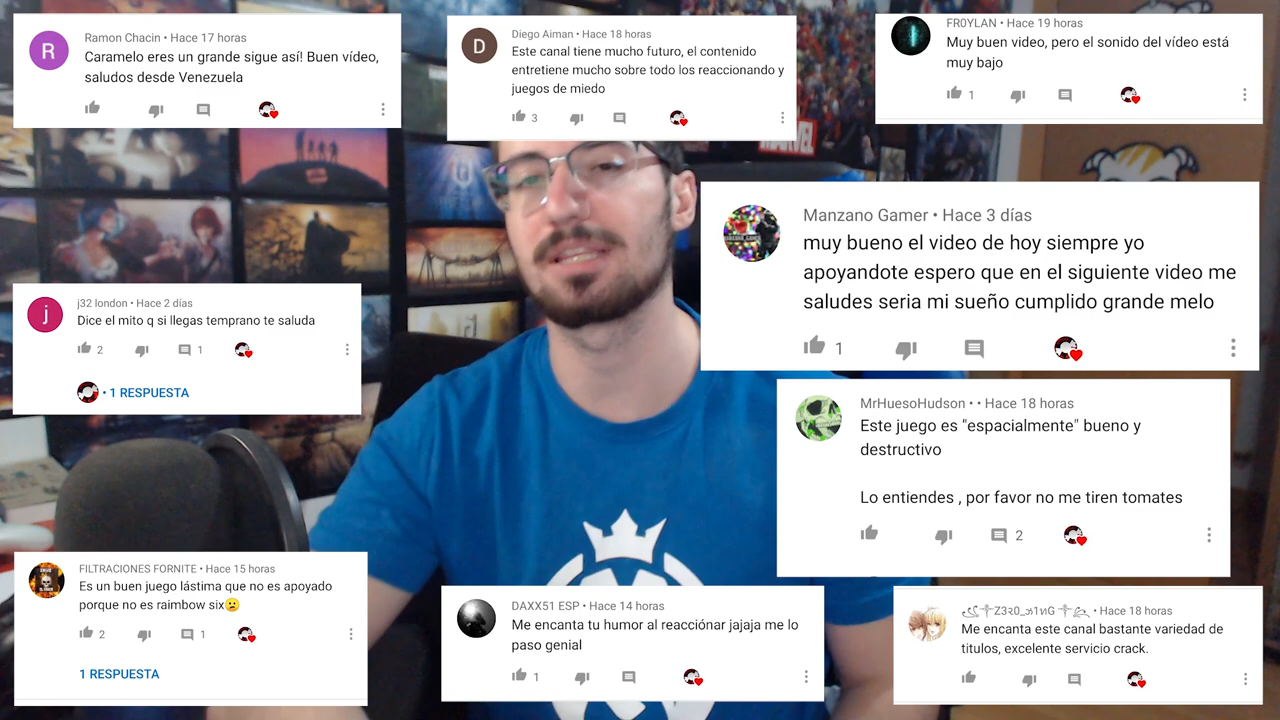 Ramon Chacin • Hace 17 horas
Caramelo eres un grande sigue así! Buen vídeo,
saludos desde Venezuela
Diego Aiman • Hace 18 horas
Este canal tiene mucho futuro, el contenido
entretiene mucho sobre todo los reaccionando y
juegos de miedo
3
FR0YLAN • Hace 19 horas
Muy buen video, pero el sonido del vídeo está
muy bajo
1
Manzano Gamer • Hace 3 días
muy bueno el video de hoy siempre yo
apoyandote espero que en el siguiente video me
saludes seria mi sueño cumplido grande melo
1
j32 london • Hace 2 días
Dice el mito q si llegas temprano te saluda
2 1
• 1 RESPUESTA
MrHuesoHudson • • Hace 18 horas
Este juego es "espacialmente" bueno y
destructivo
Lo entiendes , por favor no me tiren tomates
2
FILTRACIONES FORNITE • Hace 15 horas
Es un buen juego lástima que no es apoyado
porque no es raimbow six😦
2 1
1 RESPUESTA
DAXX51 ESP • Hace 14 horas
Me encanta tu humor al reacciónar jajaja me lo
paso genial
1
• Hace 18 horas
Me encanta este canal bastante variedad de
titulos, excelente servicio crack.
R
D
j
MARVEL